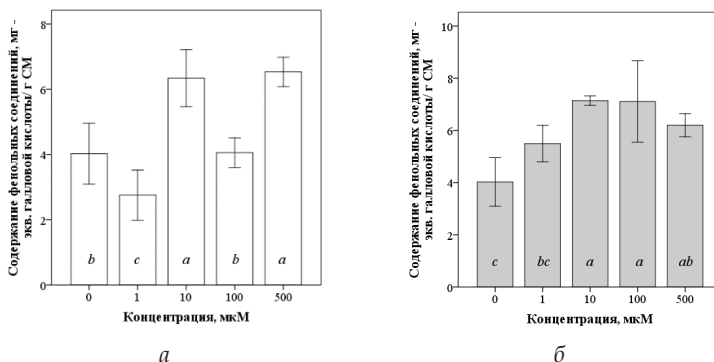 Содержание фенольных соединений, мг -
экв. галловой кислоты/ г СМ
8
6
4
2
0
b
c
a
b
a
0
1
10
100
500
Концентрация, мкМ
а
Содержание фенольных соединений, мг -
экв. галловой кислоты/ г СМ
10
8
6
4
2
0
c
bc
a
a
ab
0
1
10
100
500
Концентрация, мкМ
б